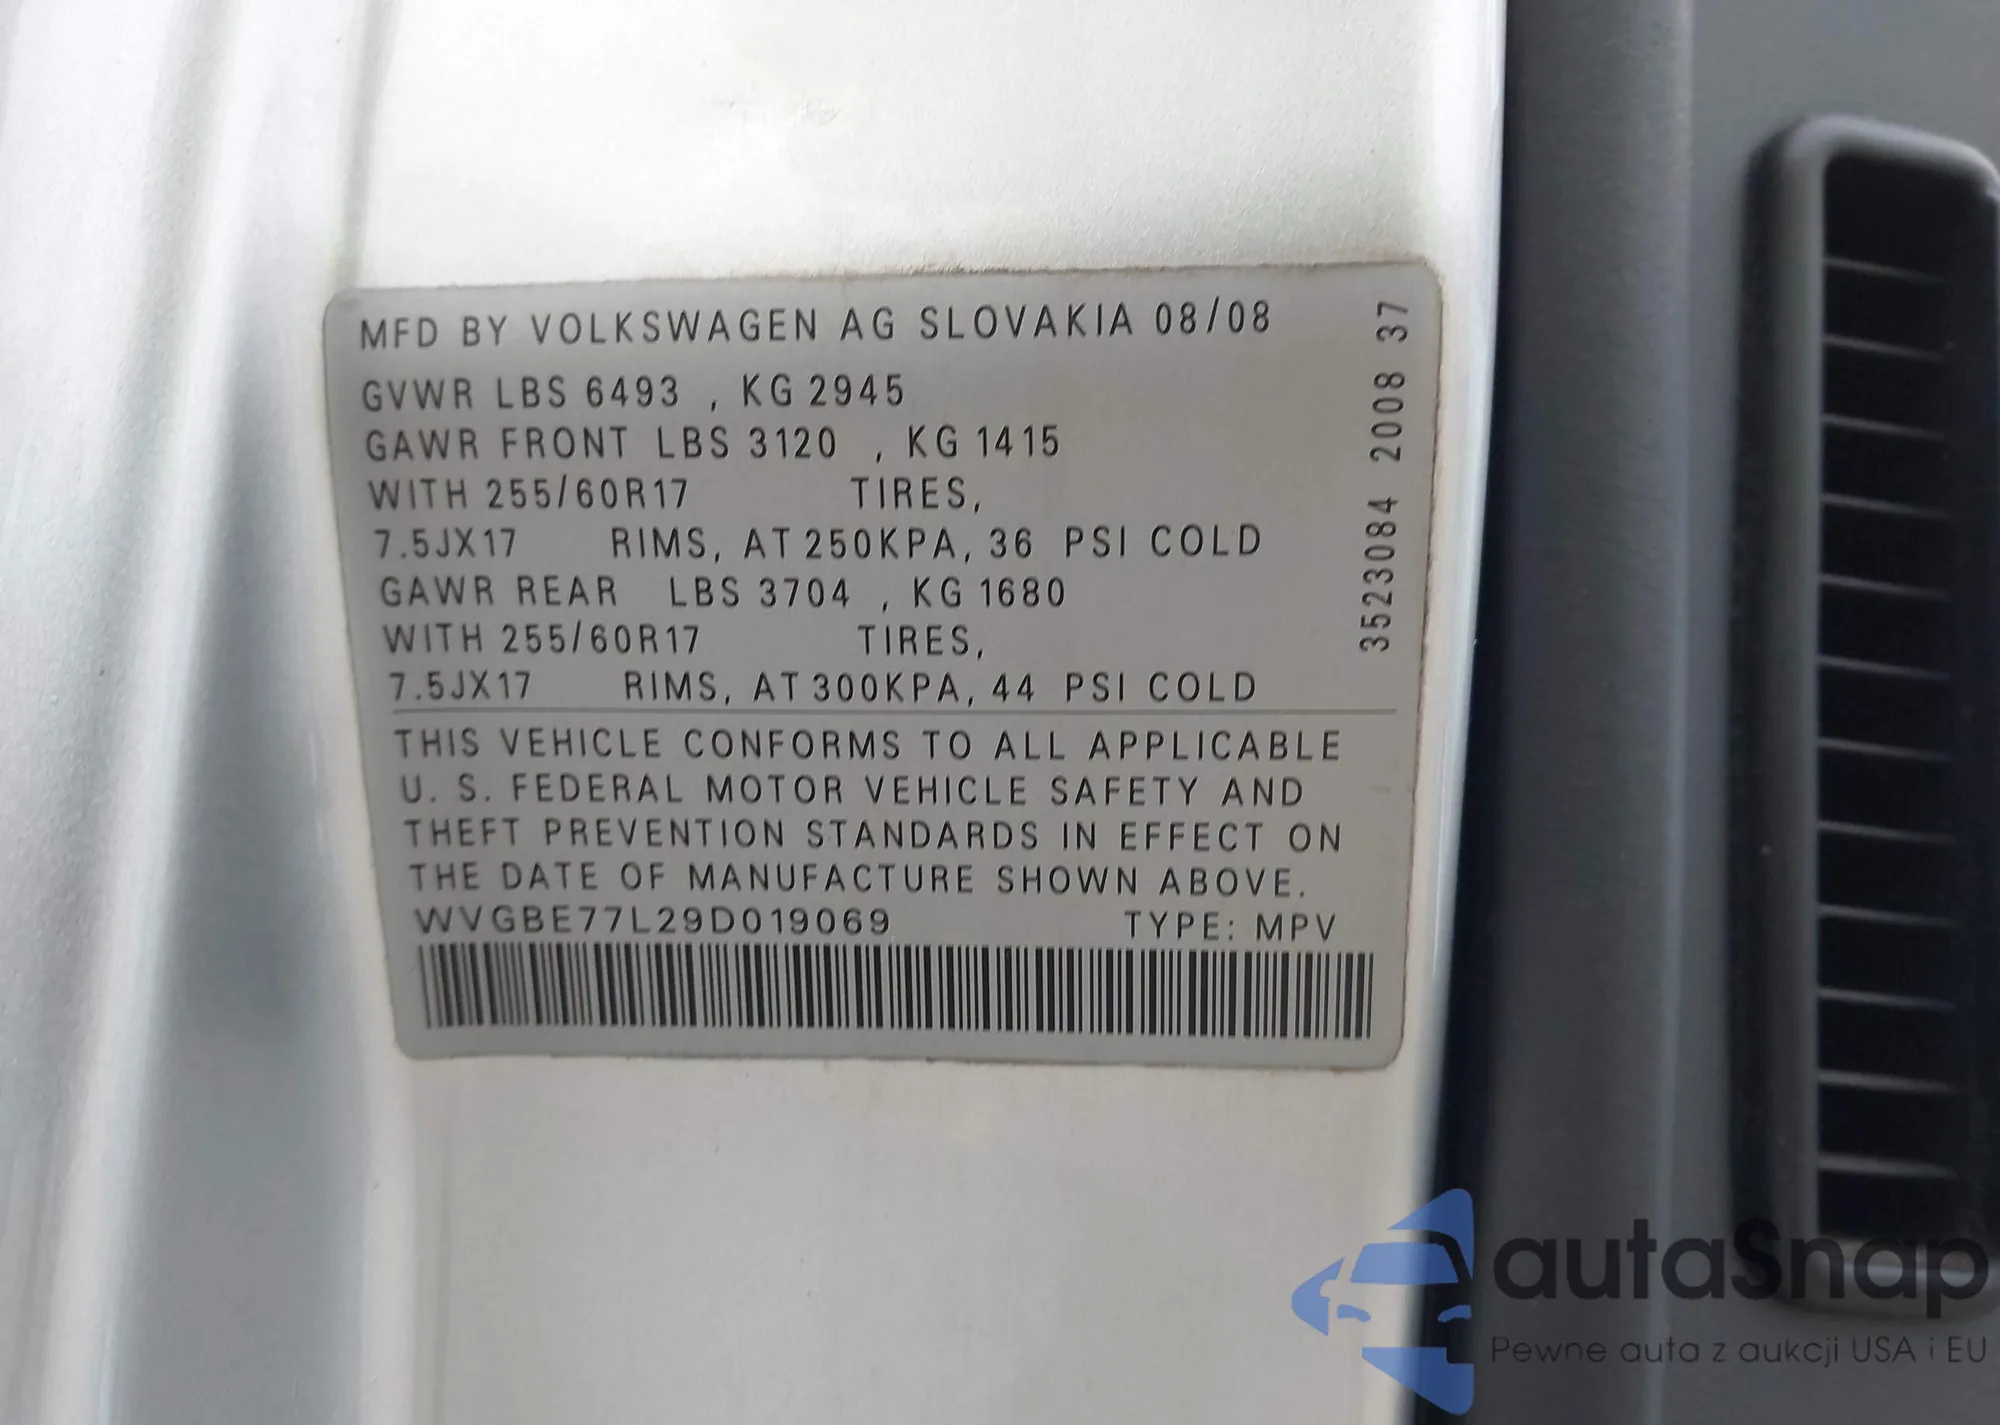 MFD BY VOLKSWAGEN AG SLOVAKIA 08/08
GVWR LBS 6493 , KG 2945
GAWR FRONT LBS 3120 , KG 1415
WITH 255/60R17 TIRES,
7.5JX17 RIMS, AT 250KPA, 36 PSI COLD
GAWR REAR LBS 3704 , KG 1680
WITH 255/60R17 TIRES,
7.5JX17 RIMS, AT 300KPA, 44 PSI COLD
THIS VEHICLE CONFORMS TO ALL APPLICABLE
U. S. FEDERAL MOTOR VEHICLE SAFETY AND
THEFT PREVENTION STANDARDS IN EFFECT ON
THE DATE OF MANUFACTURE SHOWN ABOVE.
WVGBE77L29D019069 TYPE: MPV
3523084 2008 37
autaSnap
Pewne auta z aukcji USA i EU